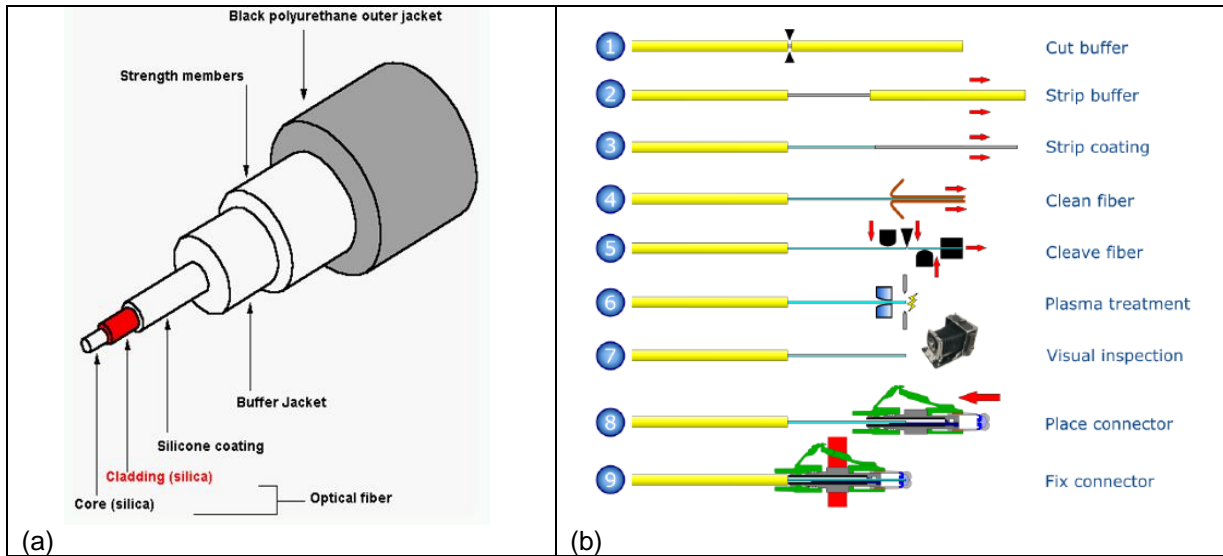 Black polyurethane outer jacket
Strength members
Buffer Jacket
Silicone coating
Cladding (silica)
Core (silica)
Optical fiber
(a)
1 Cut buffer
2 Strip buffer
3 Strip coating
4 Clean fiber
5 Cleave fiber
6 Plasma treatment
7 Visual inspection
8 Place connector
9 Fix connector
(b)